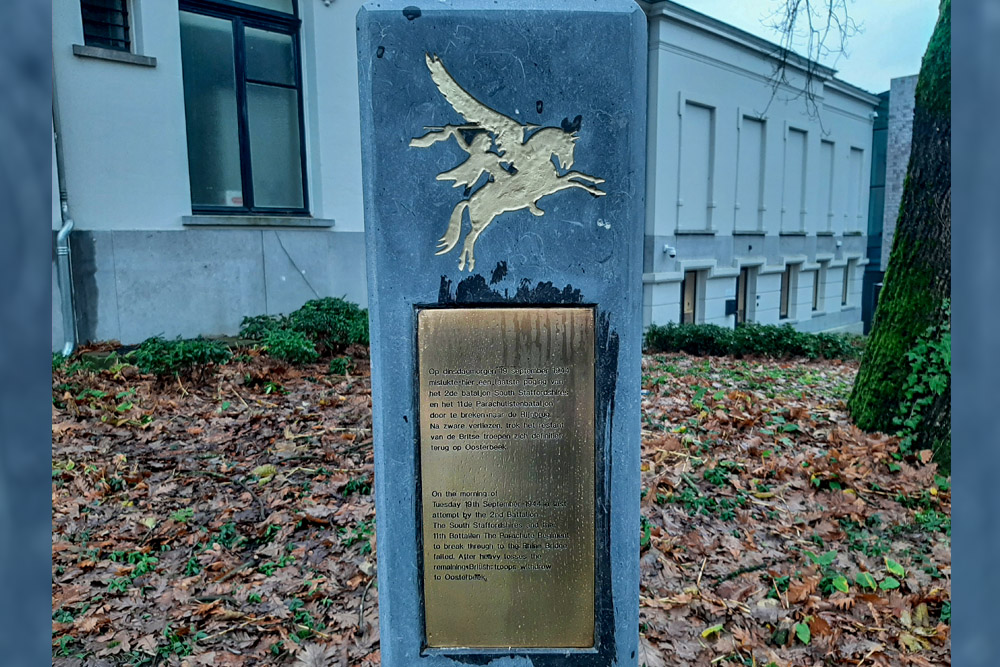 Op dinsdagmorgen 19 september 1944
mislukte hier een laatste poging van
het 2de bataljon South Staffordshires
en het 11de Parachutistenbataljon
door te breken naar de Rijnbrug.
Na zware verliezen, trok het restant
van de Britse troepen zich definitief
terug op Oosterbeek.
On the morning of
Tuesday 19th September 1944 a last
attempt by the 2nd Battalion
The South Staffordshires and the
11th Battalion The Parachute Regiment
to break through to the Rhine Bridge
failed. After heavy losses the
remaining British troops withdrew
to Oosterbeek.